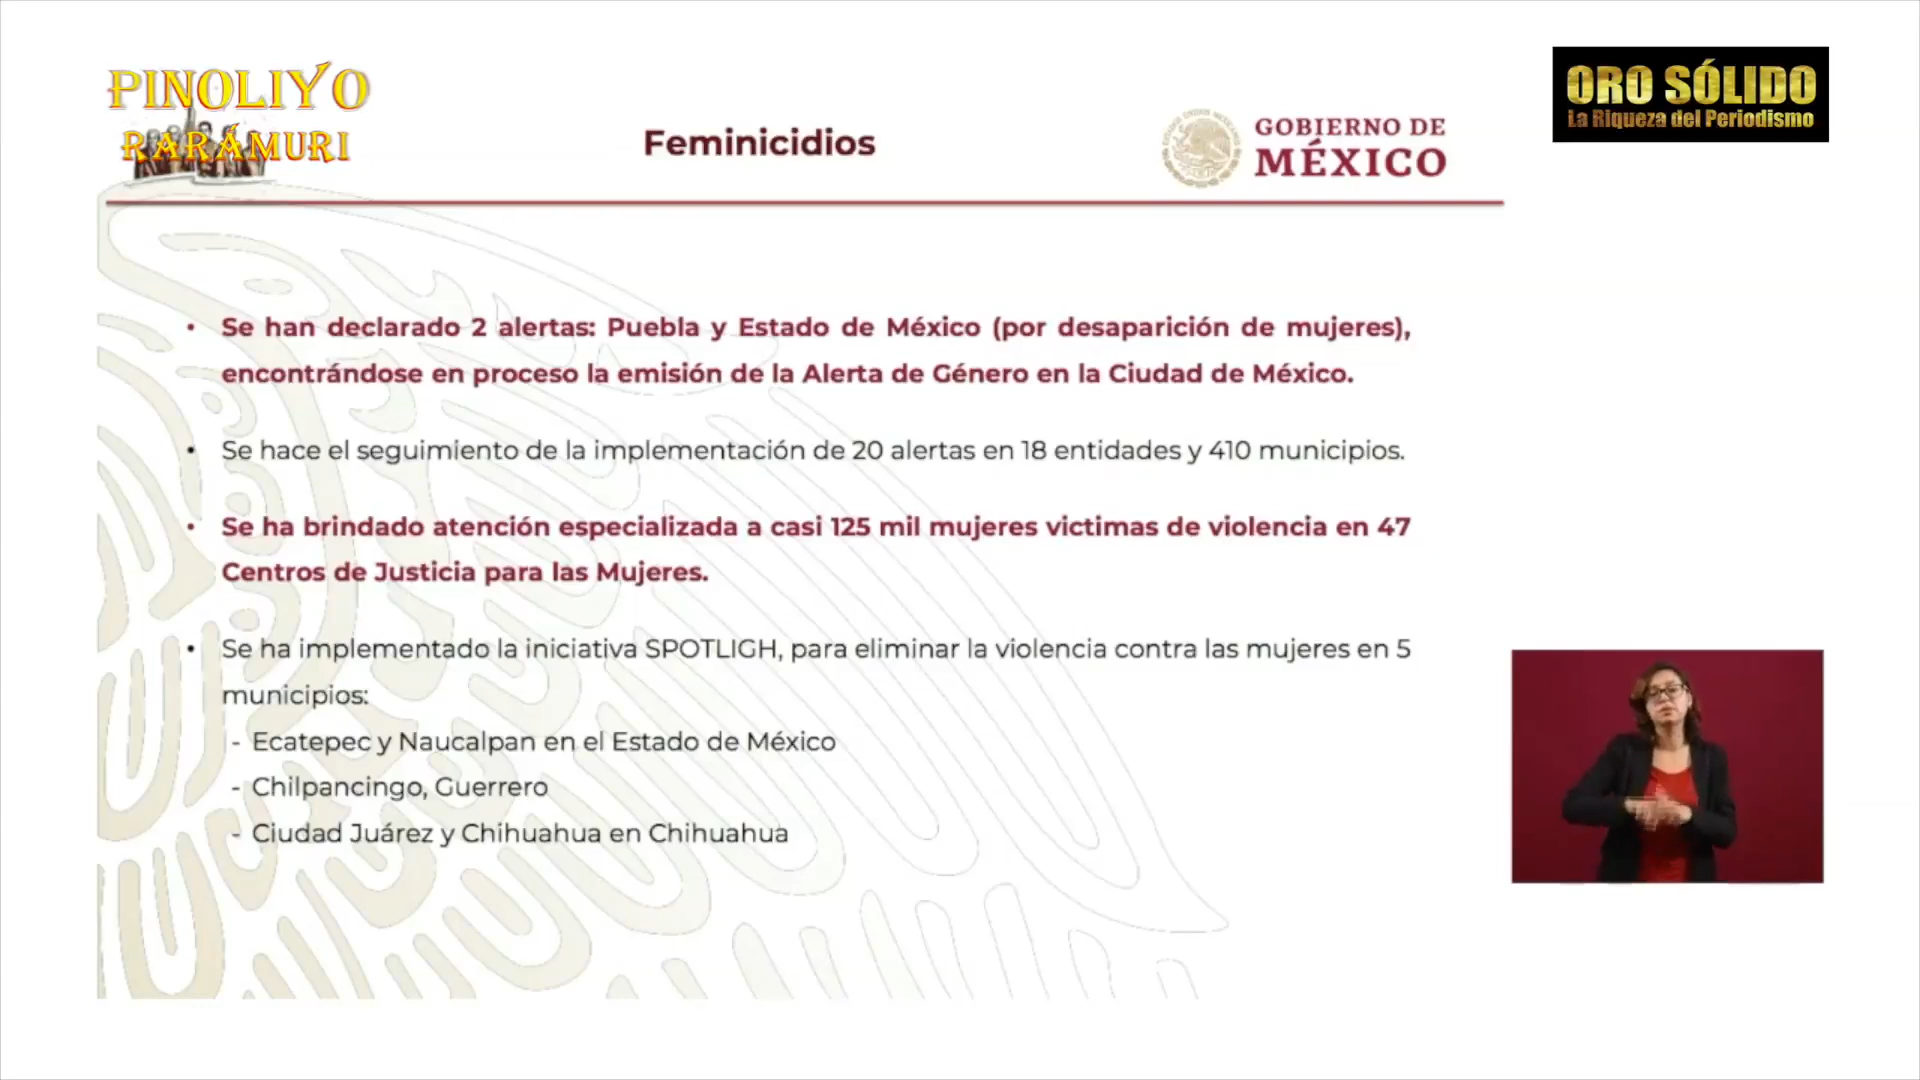 PINOLIYO
RARÁMURI
Feminicidios
GOBIERNO DE
MÉXICO
ORO SÓLIDO
La Riqueza del Periodismo
• Se han declarado 2 alertas: Puebla y Estado de México (por desaparición de mujeres),
encontrándose en proceso la emisión de la Alerta de Género en la Ciudad de México.
• Se hace el seguimiento de la implementación de 20 alertas en 18 entidades y 410 municipios.
• Se ha brindado atención especializada a casi 125 mil mujeres victimas de violencia en 47
Centros de Justicia para las Mujeres.
• Se ha implementado la iniciativa SPOTLIGH, para eliminar la violencia contra las mujeres en 5
municipios:
- Ecatepec y Naucalpan en el Estado de México
- Chilpancingo, Guerrero
- Ciudad Juárez y Chihuahua en Chihuahua